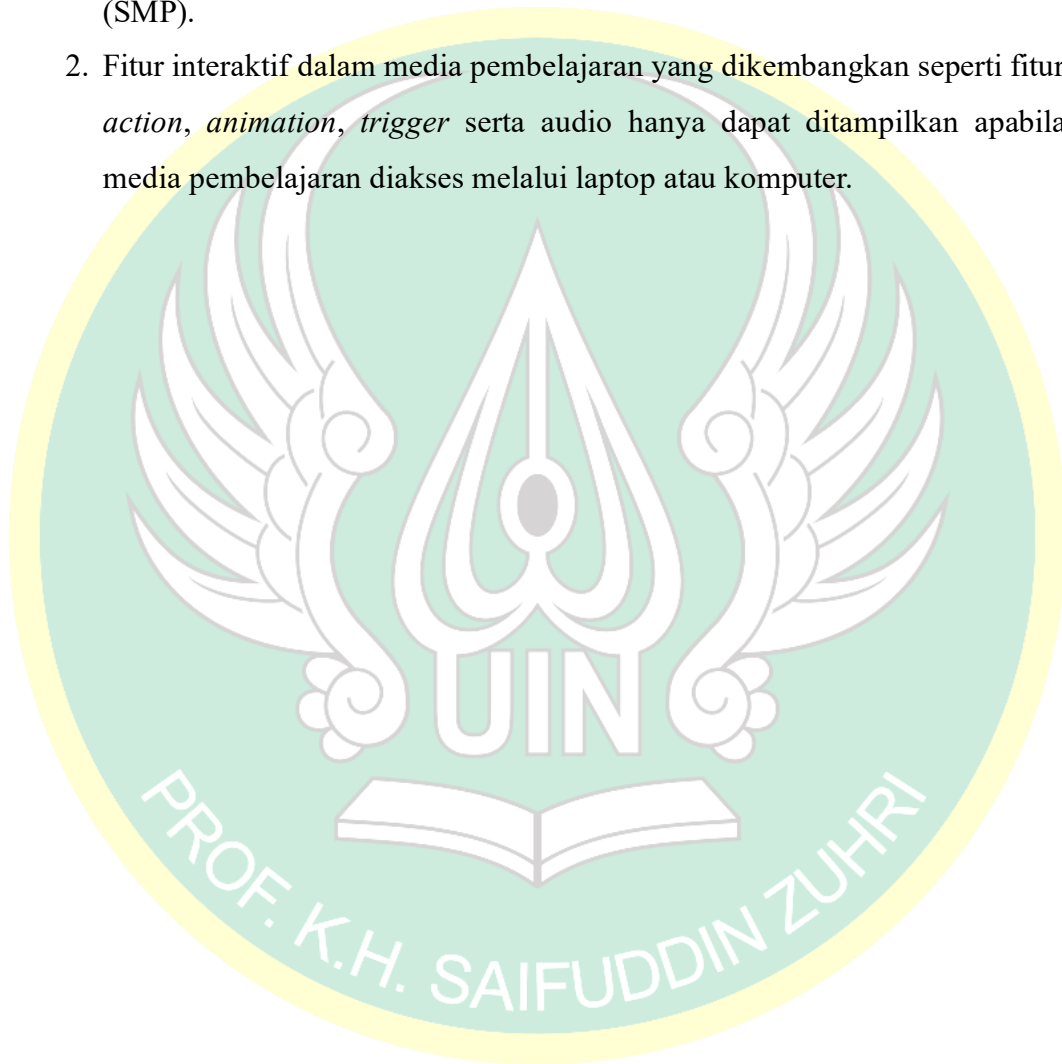 (SMP).
2. Fitur interaktif dalam media pembelajaran yang dikembangkan seperti fitur
action, animation, trigger serta audio hanya dapat ditampilkan apabila
media pembelajaran diakses melalui laptop atau komputer.
UIN
PROF. K.H. SAIFUDDIN ZUHRI